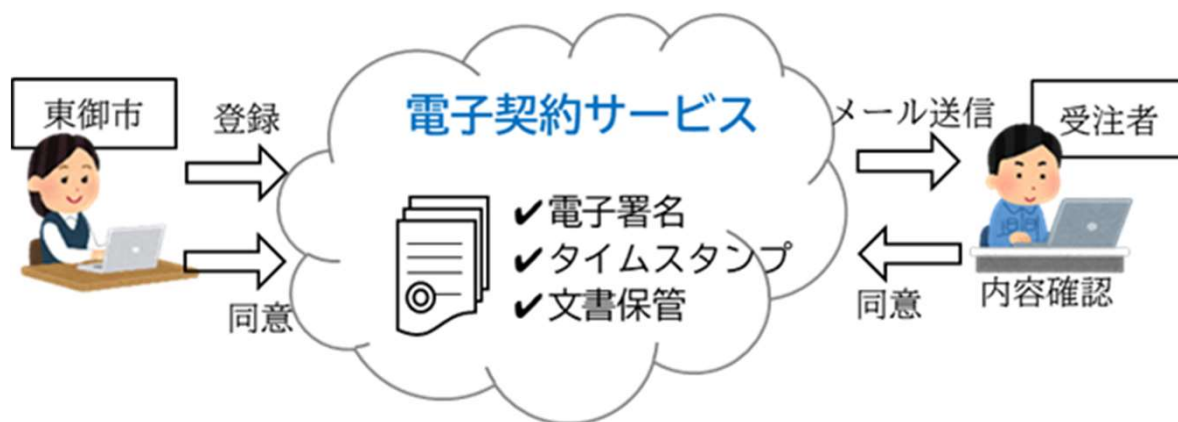 東御市
登録
同意
電子契約サービス
✔電子署名
✔タイムスタンプ
✔文書保管
メール送信
受注者
同意
内容確認